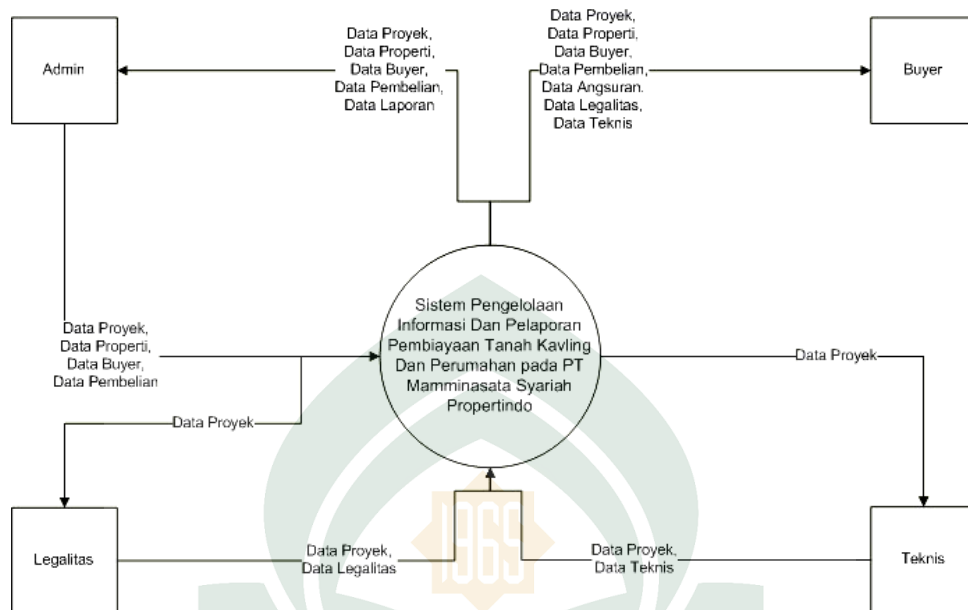 Admin
Data Proyek,
Data Properti,
Data Buyer,
Data Pembelian,
Data Laporan
Data Proyek,
Data Properti,
Data Buyer,
Data Pembelian,
Data Angsuran.
Data Legalitas,
Data Teknis
Buyer
Data Proyek,
Data Properti,
Data Buyer,
Data Pembelian
Sistem Pengelolaan
Informasi Dan Pelaporan
Pembiayaan Tanah Kavling
Dan Perumahan pada PT
Mamminasata Syariah
Propertindo
Data Proyek
Data Proyek
Legalitas
Data Proyek,
Data Legalitas
1965
Data Proyek,
Data Teknis
Teknis